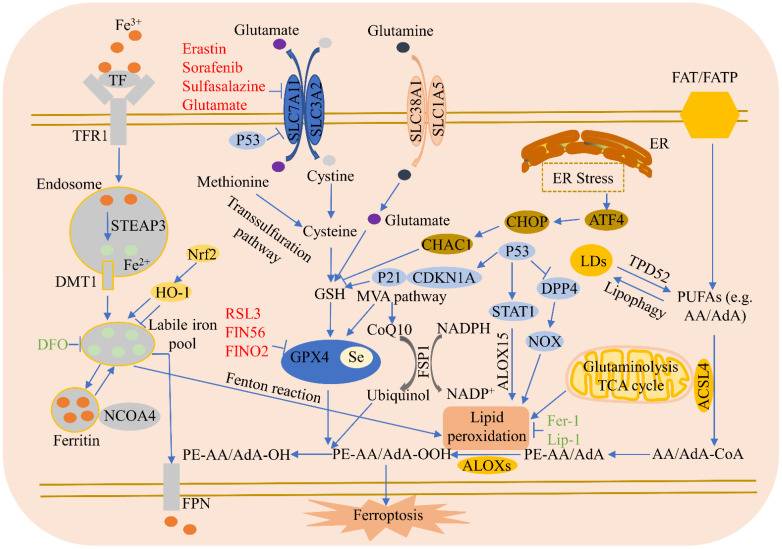 Fe³⁺
TF
TFR1
Endosome
STEAP3
Fe²⁺
DMT1
Nrf2
HO-1
Labile iron
pool
DFO
NCOA4
Ferritin
FPN
Erastin
Sorafenib
Sulfasalazine
Glutamate
P53
Glutamate
SLC7A11
SLC3A2
Glutamine
SLC38A1
SLC1A5
Methionine
Cystine
Transsulfuration
pathway
Cysteine
Glutamate
GSH
CHAC1
CHOP
ATF4
ER
ER Stress
P21
CDKN1A
P53
MVA pathway
RSL3
FIN56
FINO2
GPX4
Se
CoQ10
NADPH
FSP1
Ubiquinol
NADP⁺
Fenton reaction
STAT1
ALOX15
DPP4
NOX
LDs
TPD52
Lipophagy
FAT/FATP
PUFAs (e.g.
AA/AdA)
Glutaminolysis
TCA cycle
ACSL4
Lipid
peroxidation
Fer-1
Lip-1
PE-AA/AdA-OH
PE-AA/AdA-OOH
ALOXs
PE-AA/AdA
AA/AdA-CoA
Ferroptosis